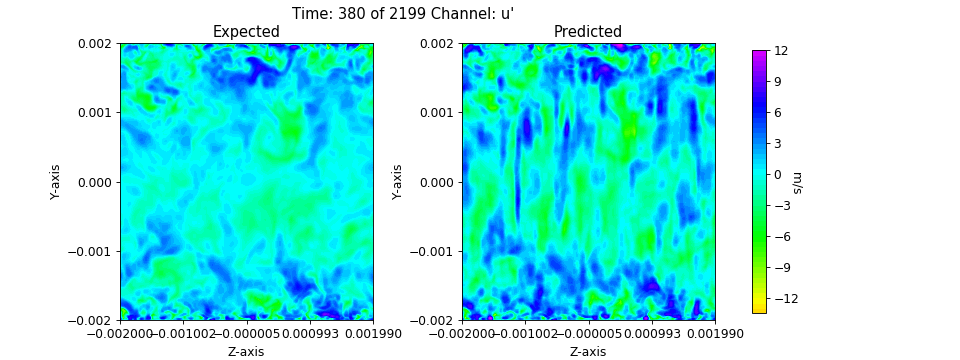 Time: 380 of 2199 Channel: u'
Expected
Predicted
0.002
0.001
0.000
−0.001
−0.002
Y-axis
−0.002000 −0.001002 −0.000005 0.000993 0.001990
Z-axis
0.002
0.001
0.000
−0.001
−0.002
Y-axis
−0.002000 −0.001002 −0.000005 0.000993 0.001990
Z-axis
12
9
6
3
0
−3
−6
−9
−12
m/s